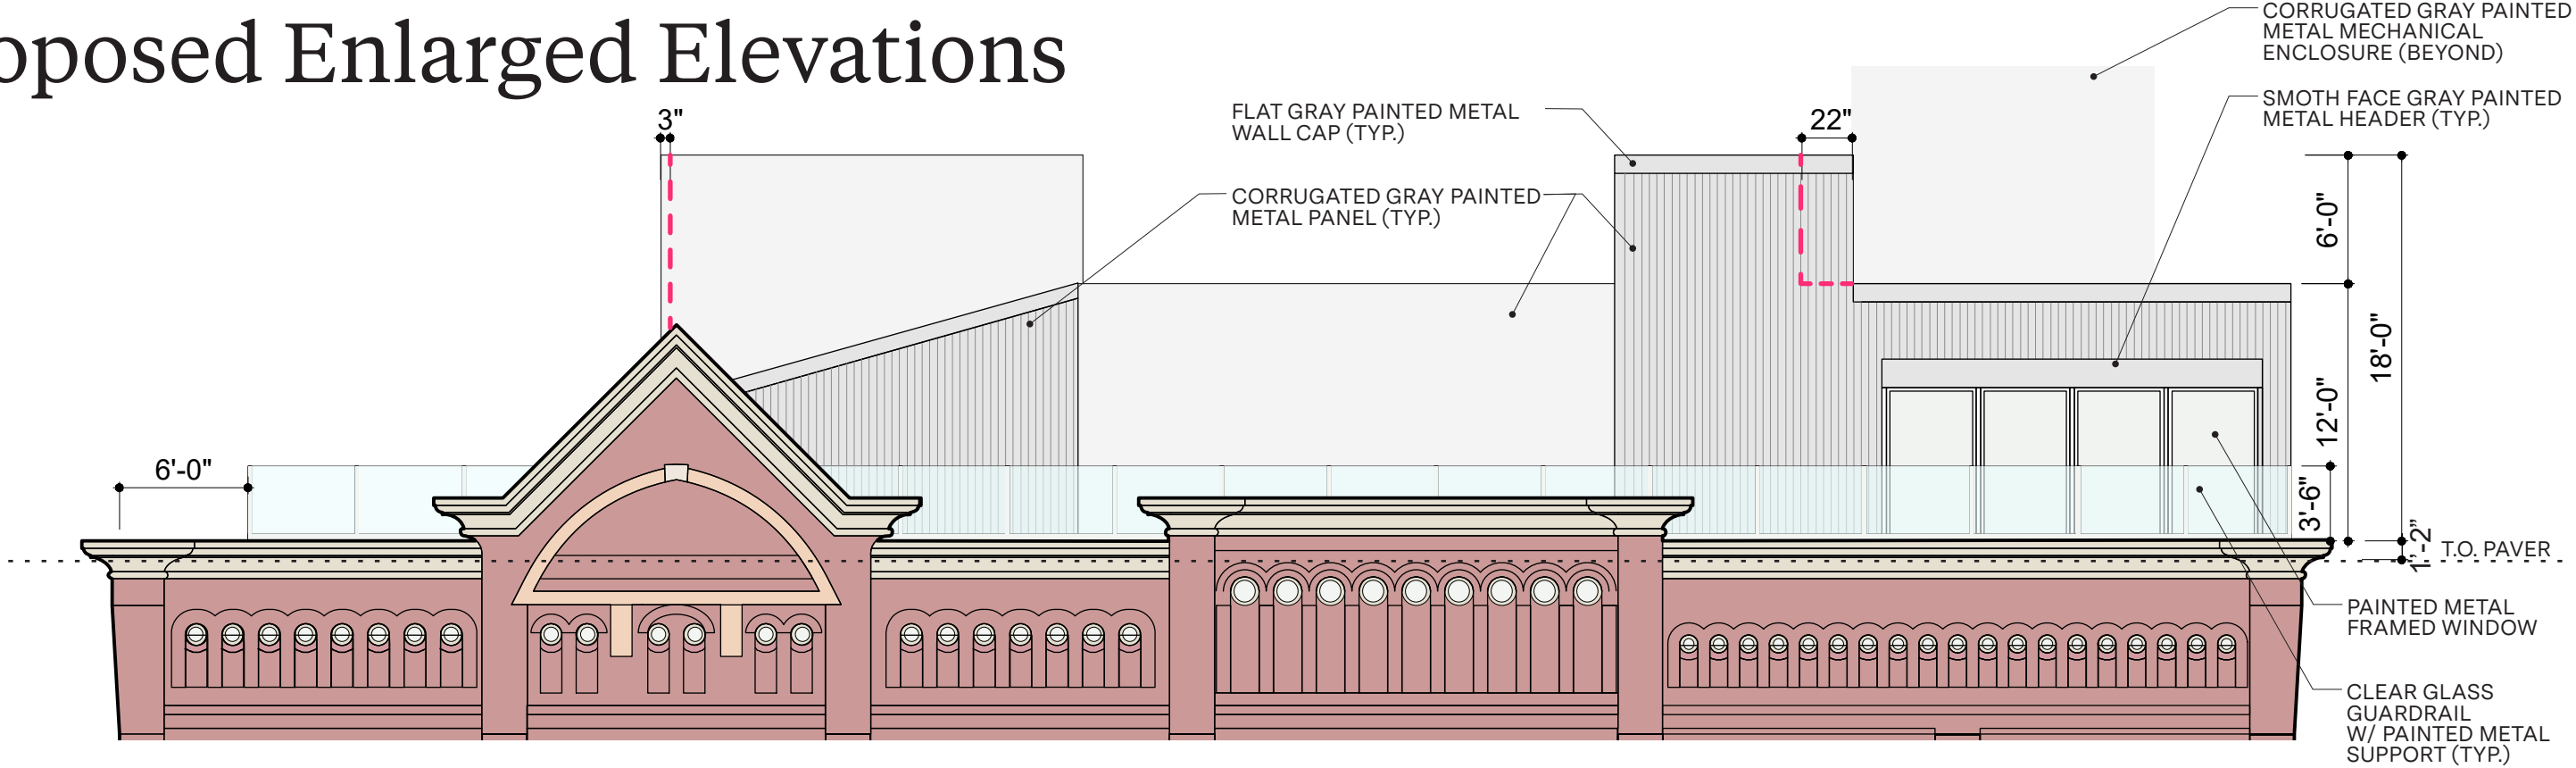 oposed Enlarged Elevations
CORRUGATED GRAY PAINTED
METAL MECHANICAL
ENCLOSURE (BEYOND)
SMOTH FACE GRAY PAINTED
METAL HEADER (TYP.)
3"
FLAT GRAY PAINTED METAL
WALL CAP (TYP.)
22"
CORRUGATED GRAY PAINTED
METAL PANEL (TYP.)
6'-0"
18'-0"
12'-0"
6'-0"
3'-6"
1'-2"
T.O. PAVER
PAINTED METAL
FRAMED WINDOW
CLEAR GLASS
GUARDRAIL
W/ PAINTED METAL
SUPPORT (TYP.)